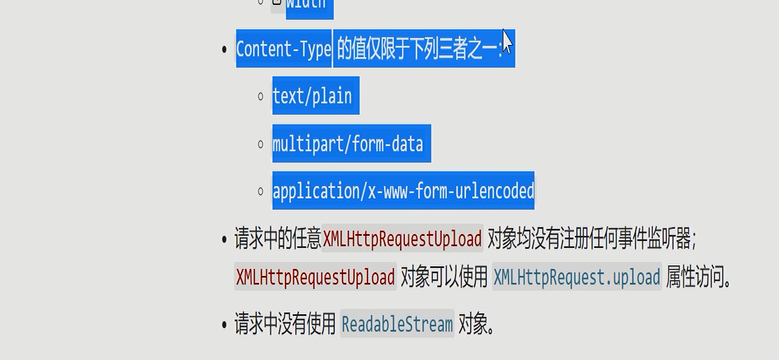 Width
Content-Type 的值仅限于下列三者之一:
text/plain
multipart/form-data
application/x-www-form-urlencoded
请求中的任意XMLHttpRequestUpload 对象均没有注册任何事件监听器;
XMLHttpRequestUpload 对象可以使用 XMLHttpRequest.upload 属性访问。
请求中没有使用 ReadableStream 对象。